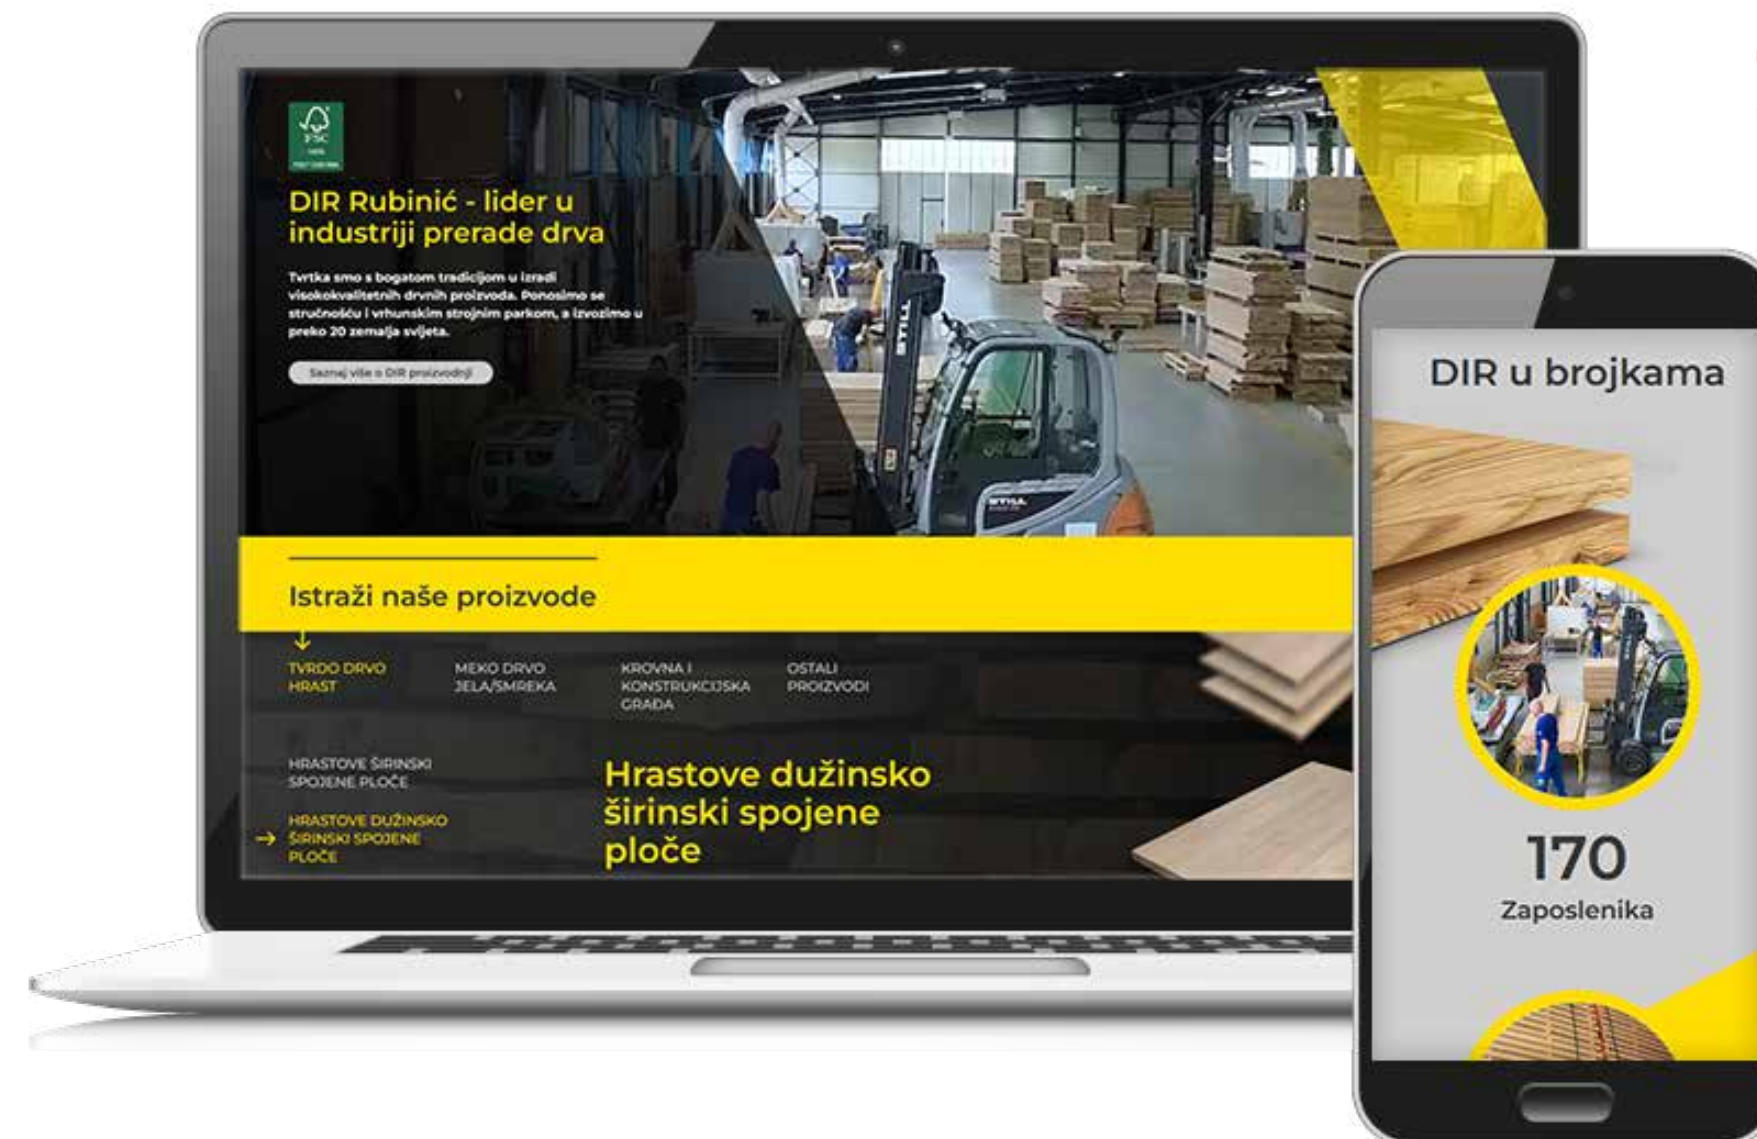 FSC
DIR Rubinić - lider u
industriji prerade drva
Tvrtka smo s bogatom tradicijom u izradi
visokokvalitetnih drvnih proizvoda. Ponosimo se
stručnošću i vrhunskim strojnim parkom, a izvozimo u
preko 20 zemalja svijeta.
Saznaj više o DIR proizvodnji
STILL
STILL
Istraži naše proizvode
TVRDO DRVO
HRAST
MEKO DRVO
JELA/SMREKA
KROVNA I
KONSTRUKCIJSKA
GRAĐA
OSTALI
PROIZVODI
HRASTOVE ŠIRINSKI
SPOJENE PLOČE
HRASTOVE DUŽINSKO
ŠIRINSKI SPOJENE
PLOČE
Hrastove dužinsko
širinski spojene
ploče
DIR u brojkama
170
Zaposlenika